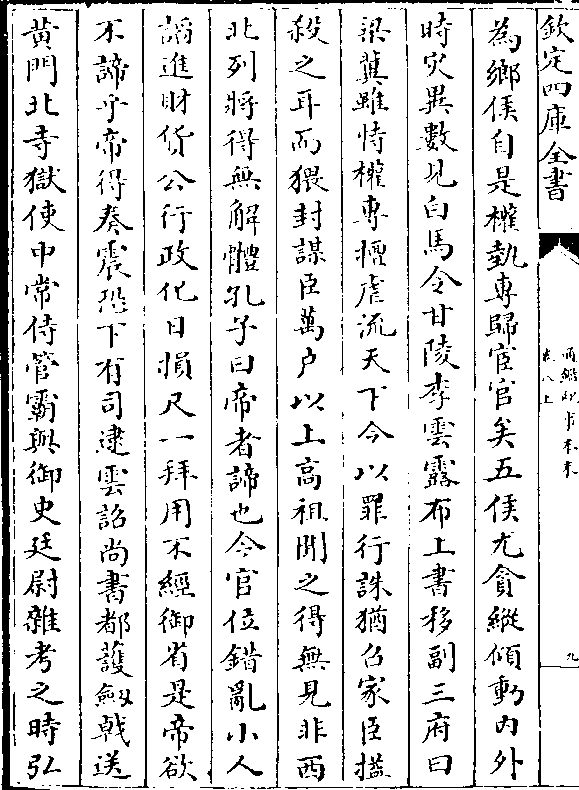 欽定四庫全書
通鑑紀事本末
卷八上
九
為鄉侯自是權埶專歸宦官矣五侯尤貪縱傾動内外
時灾異數見白馬令甘陵李雲露布上書移副三府曰
梁冀雖恃權專擅虐流天下今以罪行誅猶召家臣搤
殺之耳而猥封謀臣萬户以上高祖聞之得無見非西
北列將得無解體孔子曰帝者諦也今官位錯亂小人
謟進財貨公行政化日損尺一拜用不經御省是帝欲
不諦乎帝得奏震恐下有司逮雲詔尚書都䕶劔㦸送
黄門北寺獄使中常侍管霸與御史廷尉雜考之時弘